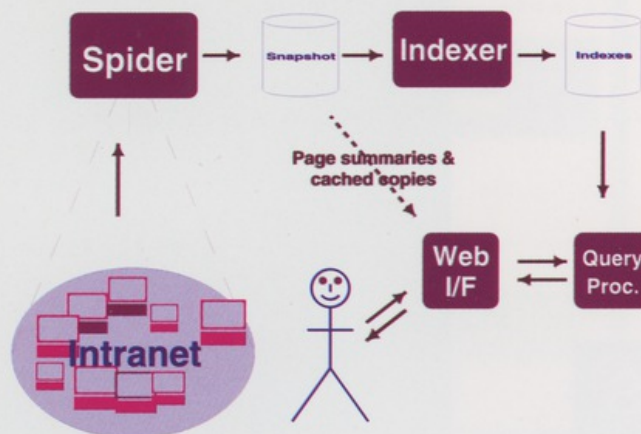 Spider
Snapshot
Indexer
Indexes
Page summaries &
cached copies
Web
I/F
Query
Proc.
Intranet